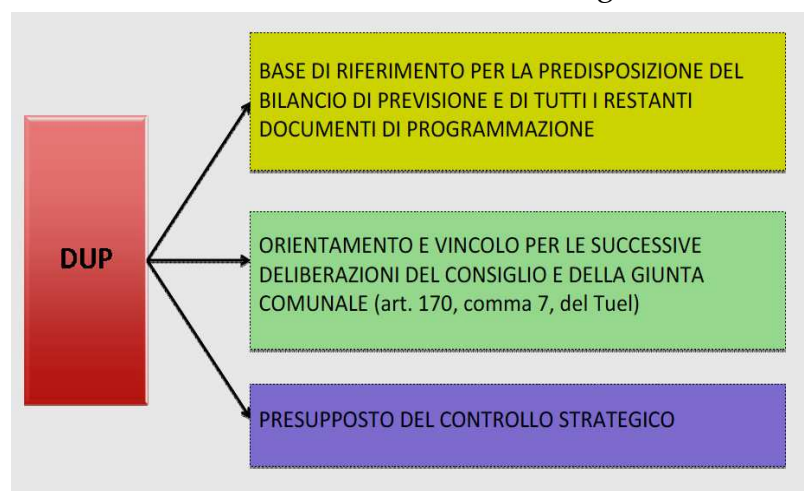 DUP
BASE DI RIFERIMENTO PER LA PREDISPOSIZIONE DEL
BILANCIO DI PREVISIONE E DI TUTTI I RESTANTI
DOCUMENTI DI PROGRAMMAZIONE
ORIENTAMENTO E VINCOLO PER LE SUCCESSIVE
DELIBERAZIONI DEL CONSIGLIO E DELLA GIUNTA
COMUNALE (art. 170, comma 7, del Tuel)
PRESUPPOSTO DEL CONTROLLO STRATEGICO